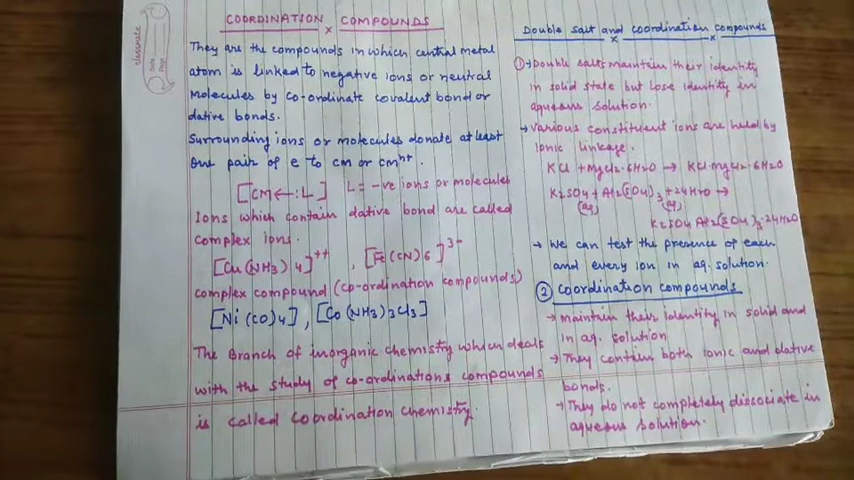 classmate
Date
Page
COORDINATION COMPOUNDS
They are the compounds in which central metal
atom is linked to negative ions or neutral
Molecules by co-ordinate covalent bond or
dative bonds.
Surrounding ions or molecules donate at least
one pair of e to CM or CMⁿ⁺.
[CM←:L] L = -ve ions or molecules
Ions which contain dative bond are called
complex ions.
[Cu(NH3)4]⁺⁺, [Fe(CN)6]³⁻
complex compound (co-ordination compounds)
[Ni(CO)4], [Co(NH3)3Cl3]
The Branch of inorganic chemistry which deals
with the study of co-ordinations compounds
is called coordination chemistry.
Double salt and coordination compounds
① → Double salts maintain their identity
in solid state but lose identity in
aqueous solution.
→ Various constituent ions are held by
ionic linkage.
KCl + MgCl2·6H2O → KCl·MgCl2·6H2O
K2SO4 + Al2(SO4)3 + 24H2O →
(aq) (aq)
K2SO4 Al2(SO4)3·24H2O
→ We can test the presence of each
and every ion in aq. solution.
② Coordination compounds
→ maintain their identity in solid and
in aq. solution
→ They contain both ionic and dative
bonds.
→ They do not completely dissociate in
aqueous solution.